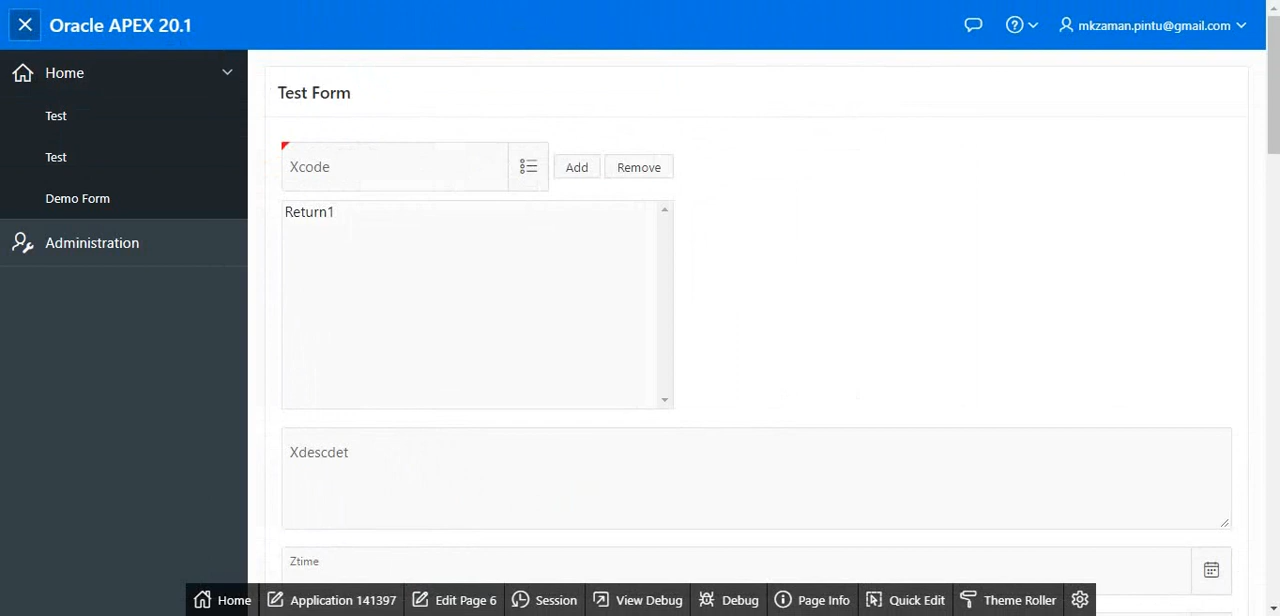 Oracle APEX 20.1
mkzaman.pintu@gmail.com
Home
Test
Test
Demo Form
Administration
Test Form
Xcode
Add
Remove
Return1
Xdescdet
Ztime
Home
Application 141397
Edit Page 6
Session
View Debug
Debug
Page Info
Quick Edit
Theme Roller